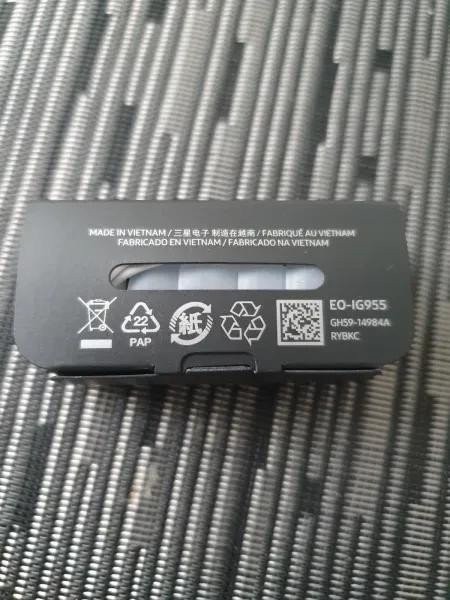 MADE IN VIETNAM / 三星电子 制造在越南 / FABRIQUÉ AU VIETNAM
FABRICADO EN VIETNAM / FABRICADO NA VIETNAM
22
PAP
紙
EO-IG955
GH59-14984A
RYBKC